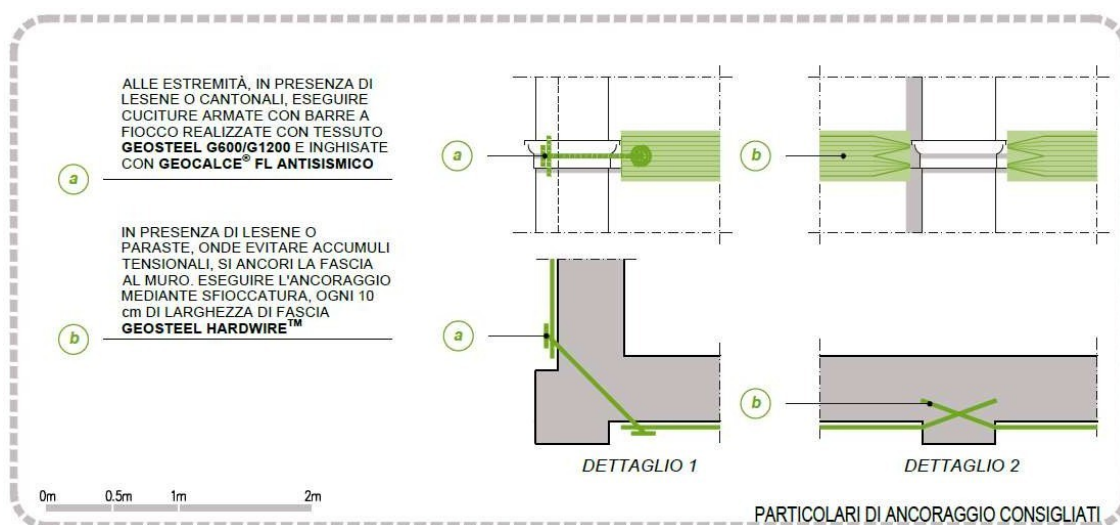 ALLE ESTREMITÀ, IN PRESENZA DI
LESENE O CANTONALI, ESEGUIRE
CUCITURE ARMATE CON BARRE A
FIOCCO REALIZZATE CON TESSUTO
GEOSTEEL G600/G1200 E INGHISATE
CON GEOCALCE® FL ANTISISMICO
a
IN PRESENZA DI LESENE O
PARASTE, ONDE EVITARE ACCUMULI
TENSIONALI, SI ANCORI LA FASCIA
AL MURO. ESEGUIRE L'ANCORAGGIO
MEDIANTE SFIOCCATURA, OGNI 10
cm DI LARGHEZZA DI FASCIA
GEOSTEEL HARDWIRE™
b
a
b
a
b
DETTAGLIO 1
DETTAGLIO 2
0m 0.5m 1m 2m
PARTICOLARI DI ANCORAGGIO CONSIGLIATI